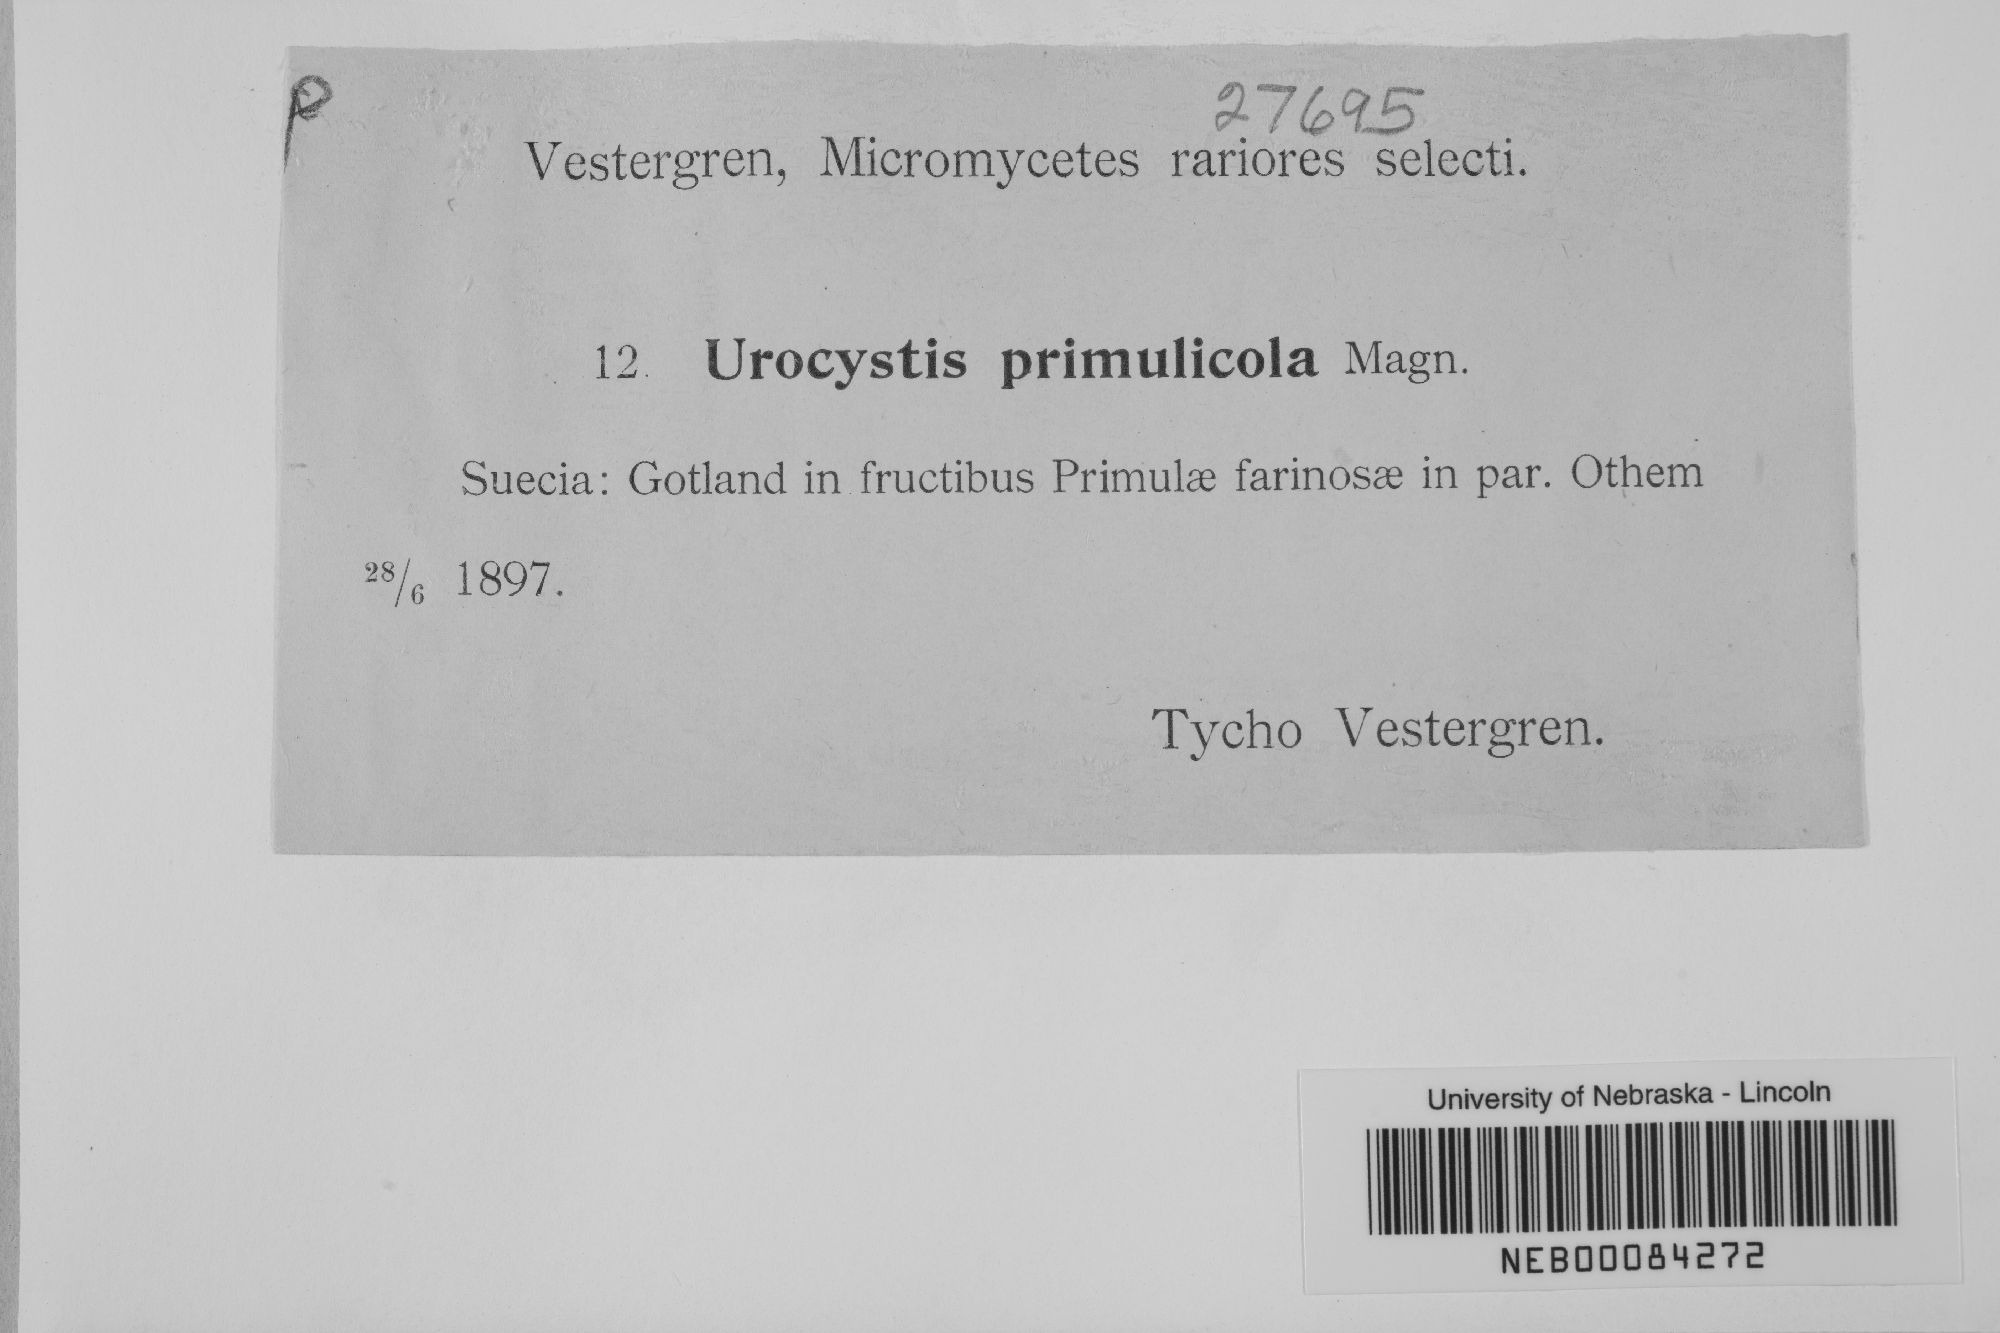 P
27695
Vestergren, Micromycetes rariores selecti.
12. Urocystis primulicola Magn.
Suecia: Gotland in fructibus Primulæ farinosæ in par. Othem
28/6 1897.
Tycho Vestergren.
University of Nebraska - Lincoln
NEB00084272